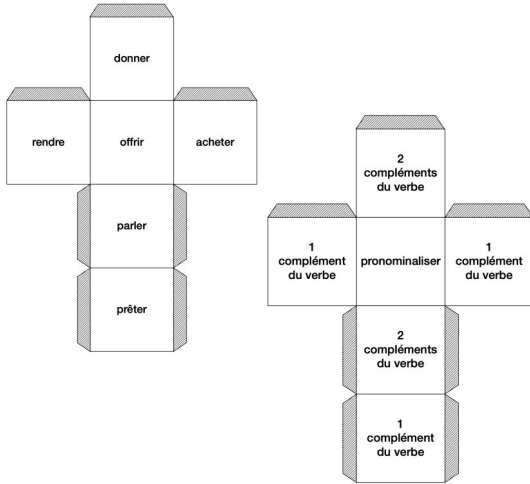 donner
rendre
offrir
acheter
parler
prêter
2
compléments
du verbe
1
complément
du verbe
pronominaliser
1
complément
du verbe
2
compléments
du verbe
1
complément
du verbe